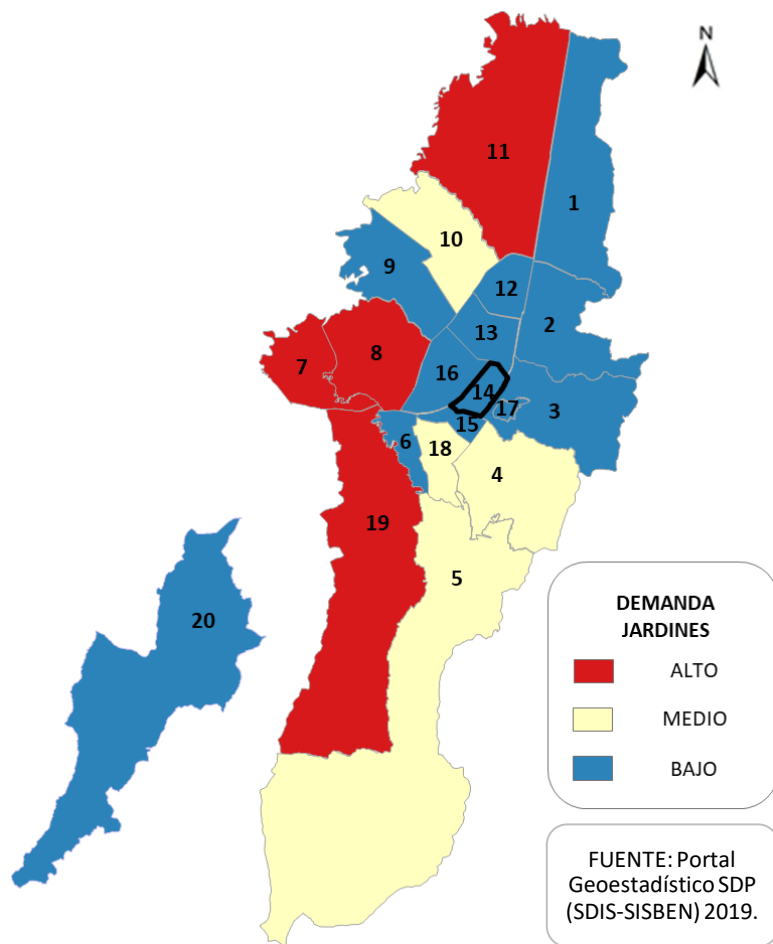 N
11
1
10
9
12
2
13
8
7
16
14
17
3
15
6
18
4
19
5
20
DEMANDA
JARDINES
ALTO
MEDIO
BAJO
FUENTE: Portal
Geoestadístico SDP
(SDIS-SISBEN) 2019.